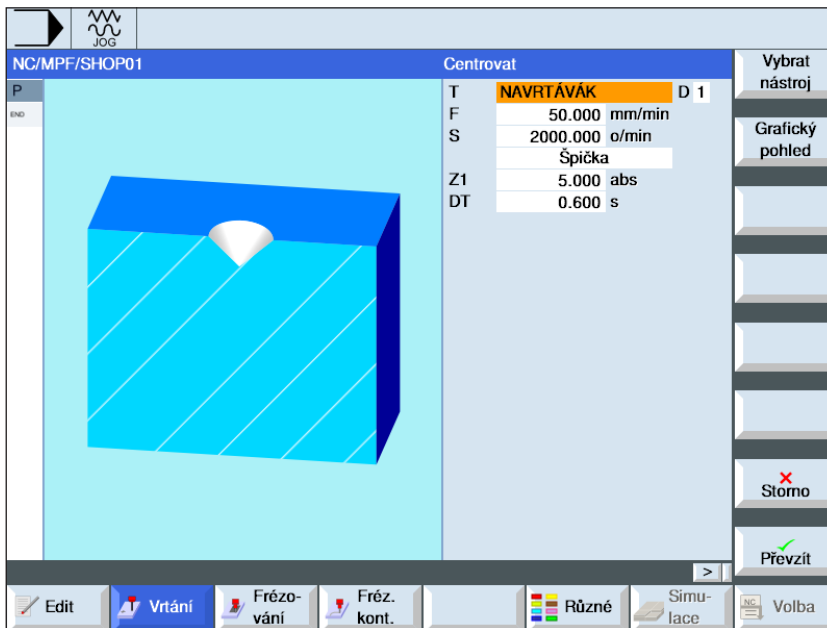 JOG
NC/MPF/SHOP01
Centrovat
P
END
T NAVRTÁVÁK D 1
F 50.000 mm/min
S 2000.000 o/min
Špička
Z1 5.000 abs
DT 0.600 s
Vybrat
nástroj
Grafický
pohled
Storno
Převzít
>
Edit
Vrtání
Frézo-
vání
Fréz.
kont.
Různé
Simu-
lace
NC
Volba